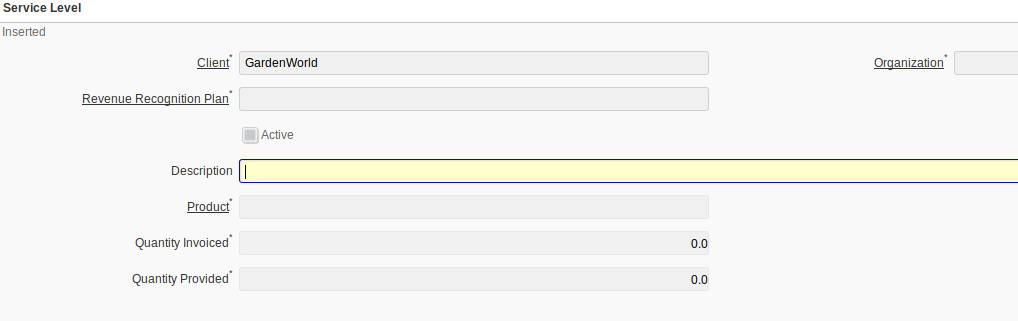 Service Level
Inserted
Client* GardenWorld Organization*
Revenue Recognition Plan*
Active
Description
Product*
Quantity Invoiced* 0.0
Quantity Provided* 0.0